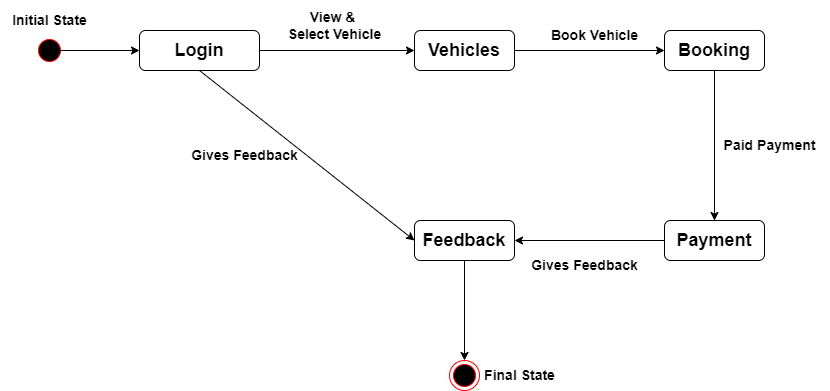 Initial State
View &
Select Vehicle
Login
Vehicles
Book Vehicle
Booking
Gives Feedback
Paid Payment
Feedback
Payment
Gives Feedback
Final State